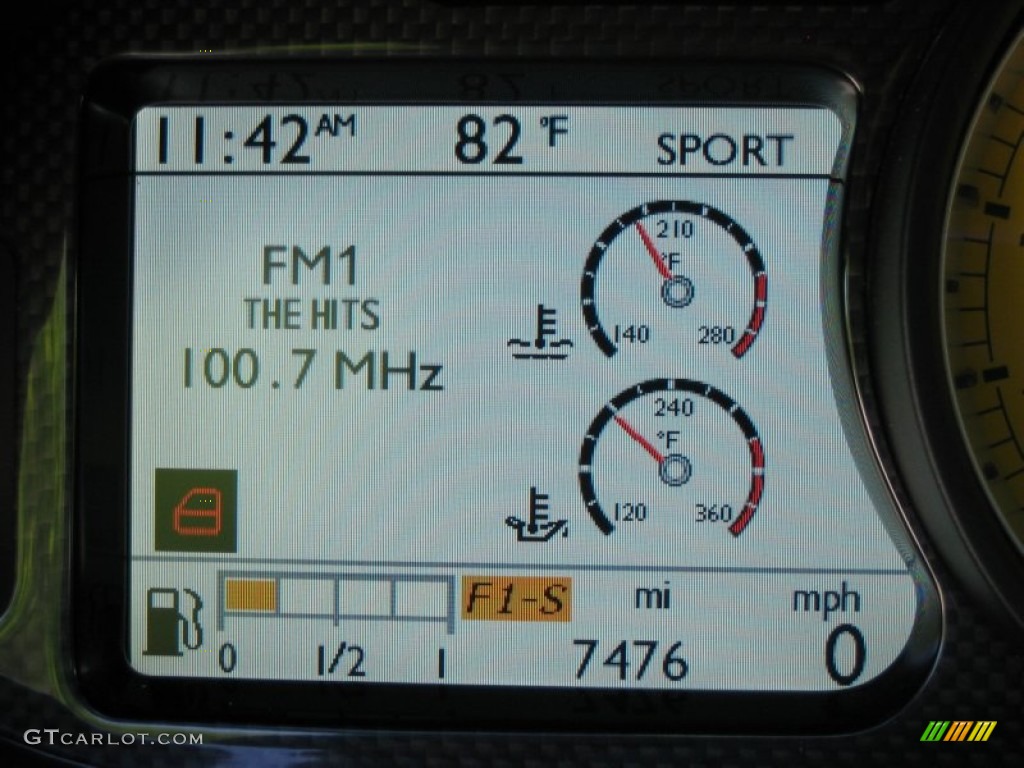 11:42 AM 82 °F SPORT
FM1
THE HITS
100.7 MHz
210
°F
140 280
240
°F
120 360
F1-S mi mph
0 1/2 1 7476 0
GTCARLOT.COM